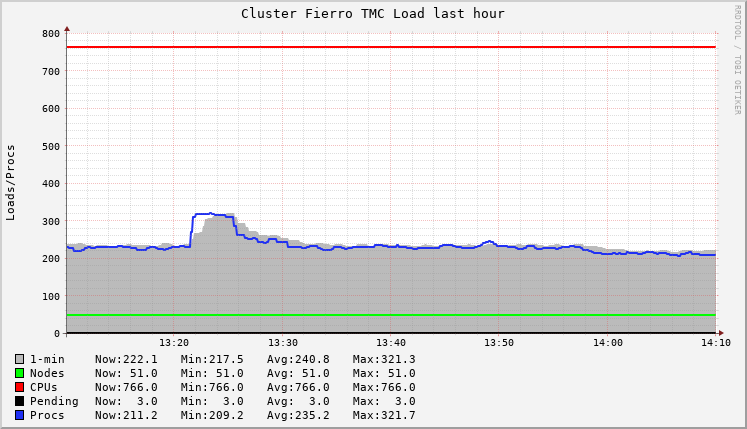 Cluster Fierro TMC Load last hour
RRDTOOL / TOBI OETIKER
Loads/Procs
800
700
600
500
400
300
200
100
0
13:20 13:30 13:40 13:50 14:00 14:10
1-min Now:222.1 Min:217.5 Avg:240.8 Max:321.3
Nodes Now: 51.0 Min: 51.0 Avg: 51.0 Max: 51.0
CPUs Now:766.0 Min:766.0 Avg:766.0 Max:766.0
Pending Now: 3.0 Min: 3.0 Avg: 3.0 Max: 3.0
Procs Now:211.2 Min:209.2 Avg:235.2 Max:321.7